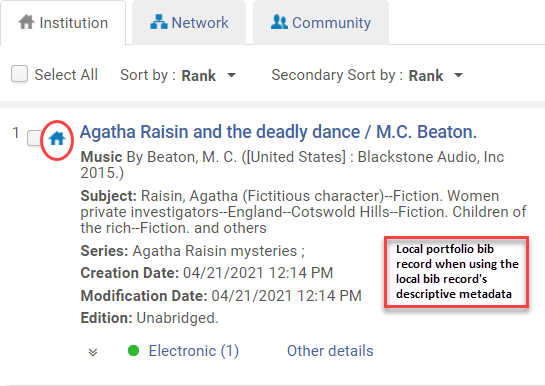 Institution Network Community
Select All Sort by : Rank Secondary Sort by : Rank
1 Agatha Raisin and the deadly dance / M.C. Beaton.
Music By Beaton, M. C. ([United States] : Blackstone Audio, Inc
2015.)
Subject: Raisin, Agatha (Fictitious character)--Fiction. Women
private investigators--England--Cotswold Hills--Fiction. Children of
the rich--Fiction. and others
Series: Agatha Raisin mysteries ;
Creation Date: 04/21/2021 12:14 PM
Modification Date: 04/21/2021 12:14 PM
Edition: Unabridged.
Local portfolio bib
record when using the
local bib record's
descriptive metadata
Electronic (1) Other details